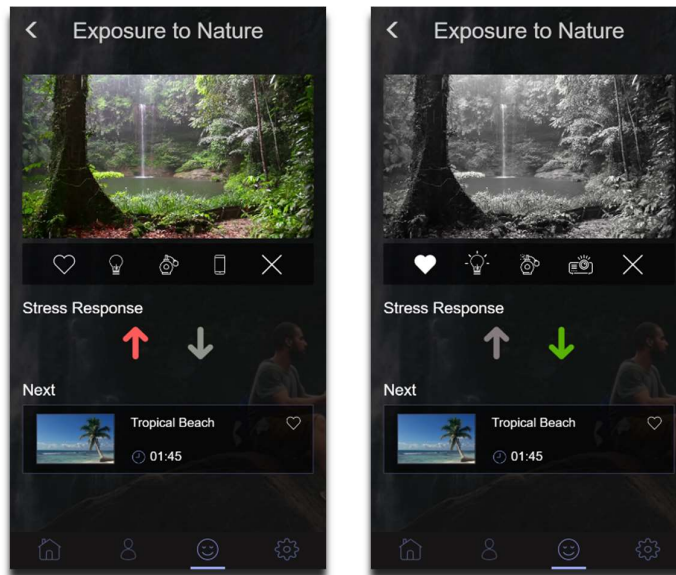 Exposure to Nature
Stress Response
Next
Tropical Beach
01:45
Exposure to Nature
Stress Response
Next
Tropical Beach
01:45